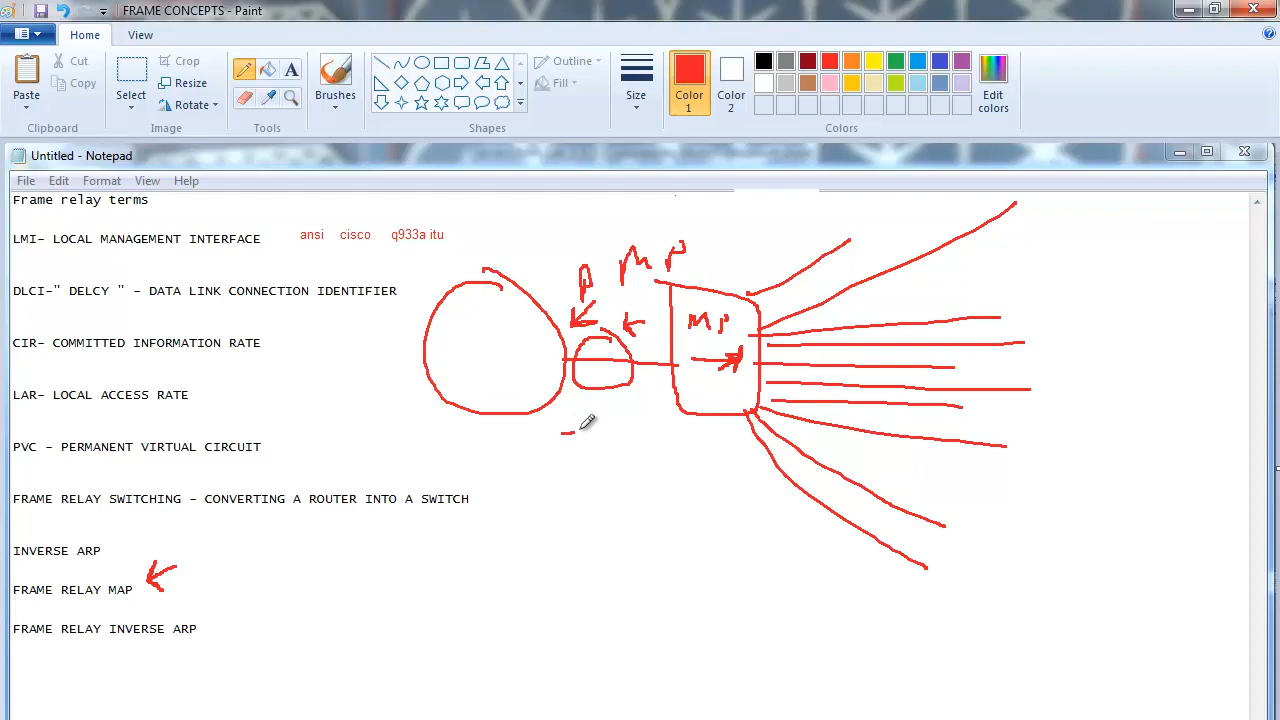 FRAME CONCEPTS - Paint
Home View
Paste Cut Copy Select Crop Resize Rotate Brushes Outline Fill Size Color 1 Color 2 Edit colors
Clipboard Image Tools Shapes Colors
Untitled - Notepad
File Edit Format View Help
Frame relay terms
LMI- LOCAL MANAGEMENT INTERFACE ansi cisco q933a itu
DLCI-" DELCY " - DATA LINK CONNECTION IDENTIFIER
CIR- COMMITTED INFORMATION RATE
LAR- LOCAL ACCESS RATE
PVC - PERMANENT VIRTUAL CIRCUIT
FRAME RELAY SWITCHING - CONVERTING A ROUTER INTO A SWITCH
INVERSE ARP
FRAME RELAY MAP
FRAME RELAY INVERSE ARP
P
MP
MP